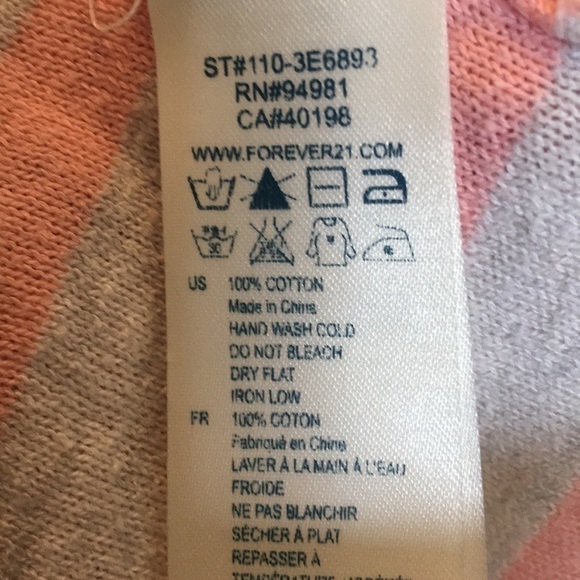 ST#110-3E6893
RN#94981
CA#40198
WWW.FOREVER21.COM
US 100% COTTON
Made in China
HAND WASH COLD
DO NOT BLEACH
DRY FLAT
IRON LOW
FR 100% COTON
Fabriqué en Chine
LAVER À LA MAIN À L'EAU
FROIDE
NE PAS BLANCHIR
SÉCHER À PLAT
REPASSER À
TEMPÉRATURE